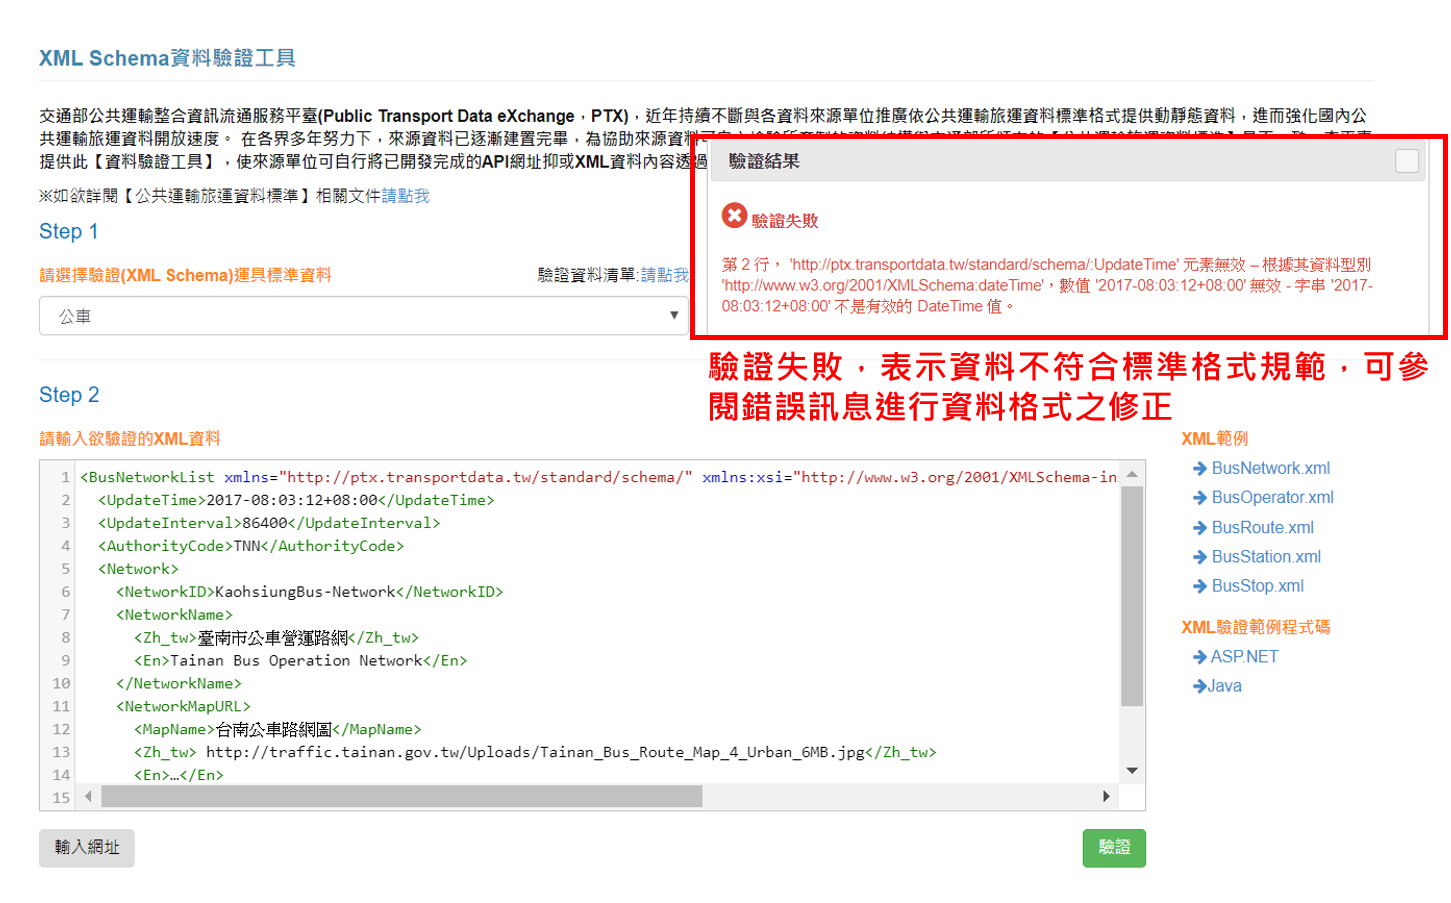 XML Schema資料驗證工具
交通部公共運輸整合資訊流通服務平臺(Public Transport Data eXchange，PTX)，近年持續不斷與各資料來源單位推廣依公共運輸旅運資料標準格式提供動靜態資料，進而強化國內公
共運輸旅運資料開放速度。 在各界多年努力下，來源資料已逐漸建置完畢，為協助來源資料
提供此【資料驗證工具】，使來源單位可自行將已開發完成的API網址抑或XML資料內容透過
※如欲詳閱【公共運輸旅運資料標準】相關文件請點我
驗證結果
驗證失敗
第 2 行， 'http://ptx.transportdata.tw/standard/schema/:UpdateTime' 元素無效 – 根據其資料型別
'http://www.w3.org/2001/XMLSchema:dateTime'，數值 '2017-08:03:12+08:00' 無效 - 字串 '2017-
08:03:12+08:00' 不是有效的 DateTime 值。
驗證失敗，表示資料不符合標準格式規範，可參
閱錯誤訊息進行資料格式之修正
Step 1
請選擇驗證(XML Schema)運具標準資料
驗證資料清單:請點我
公車
Step 2
請輸入欲驗證的XML資料
1 <BusNetworkList xmlns="http://ptx.transportdata.tw/standard/schema/" xmlns:xsi="http://www.w3.org/2001/XMLSchema-in
2 <UpdateTime>2017-08:03:12+08:00</UpdateTime>
3 <UpdateInterval>86400</UpdateInterval>
4 <AuthorityCode>TNN</AuthorityCode>
5 <Network>
6 <NetworkID>KaohsiungBus-Network</NetworkID>
7 <NetworkName>
8 <Zh_tw>臺南市公車營運路網</Zh_tw>
9 <En>Tainan Bus Operation Network</En>
10 </NetworkName>
11 <NetworkMapURL>
12 <MapName>台南公車路網圖</MapName>
13 <Zh_tw> http://traffic.tainan.gov.tw/Uploads/Tainan_Bus_Route_Map_4_Urban_6MB.jpg</Zh_tw>
14 <En>…</En>
15
輸入網址
驗證
XML範例
BusNetwork.xml
BusOperator.xml
BusRoute.xml
BusStation.xml
BusStop.xml
XML驗證範例程式碼
ASP.NET
Java